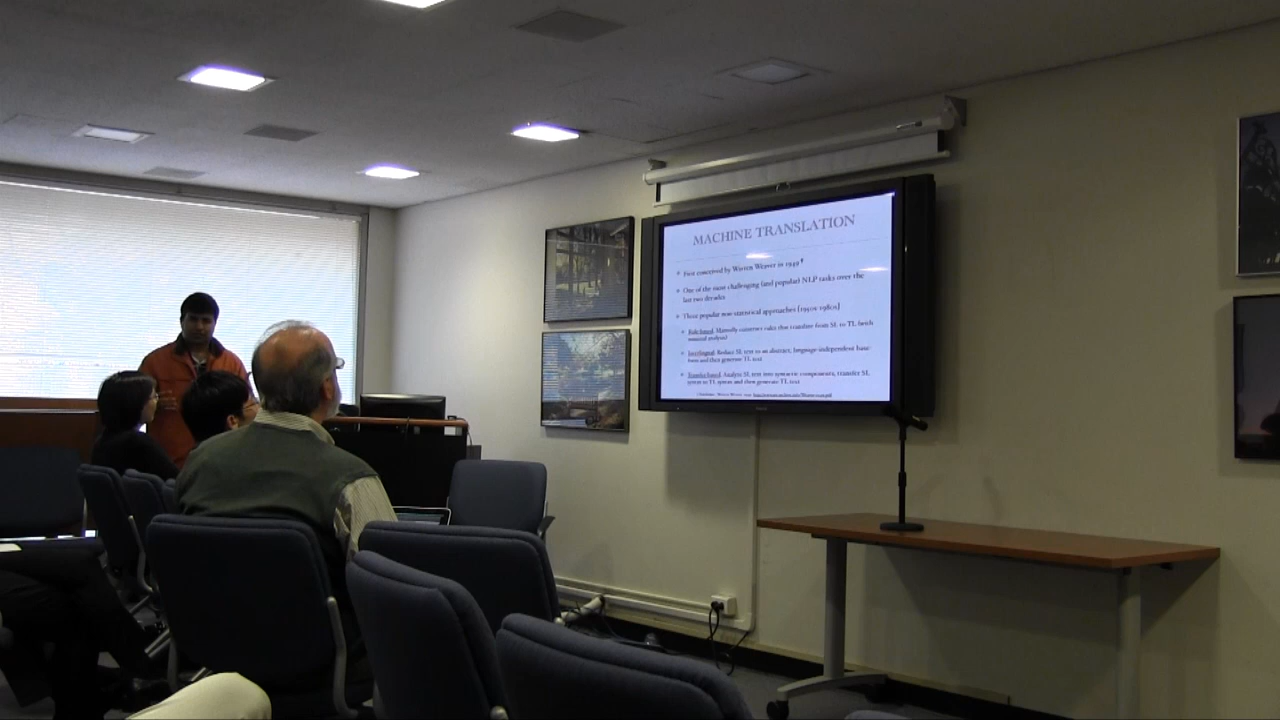 MACHINE TRANSLATION
First conceived by Warren Weaver in 1949†
One of the most challenging (and popular) NLP tasks over the
last two decades
Three popular non-statistical approaches [1950s-1980s]
Rule-based. Manually construct rules that transfer from SL to TL (with
minimal analysis)
Interlingual. Reduce SL text to an abstract, language-independent base
form and then generate TL text
Transfer-based. Analyze SL text into syntactic components, transfer SL
syntax to TL syntax and then generate TL text